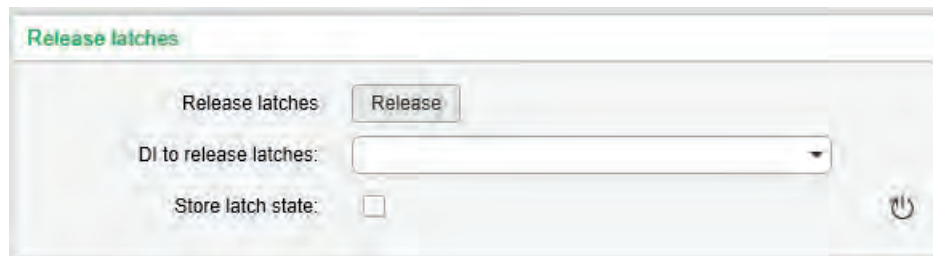 Release latches
Release latches Release
DI to release latches:
Store latch state: